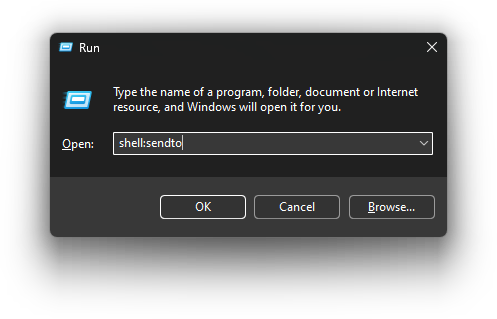 Run
Type the name of a program, folder, document or Internet
resource, and Windows will open it for you.
Open:
shell:sendto
OK
Cancel
Browse...